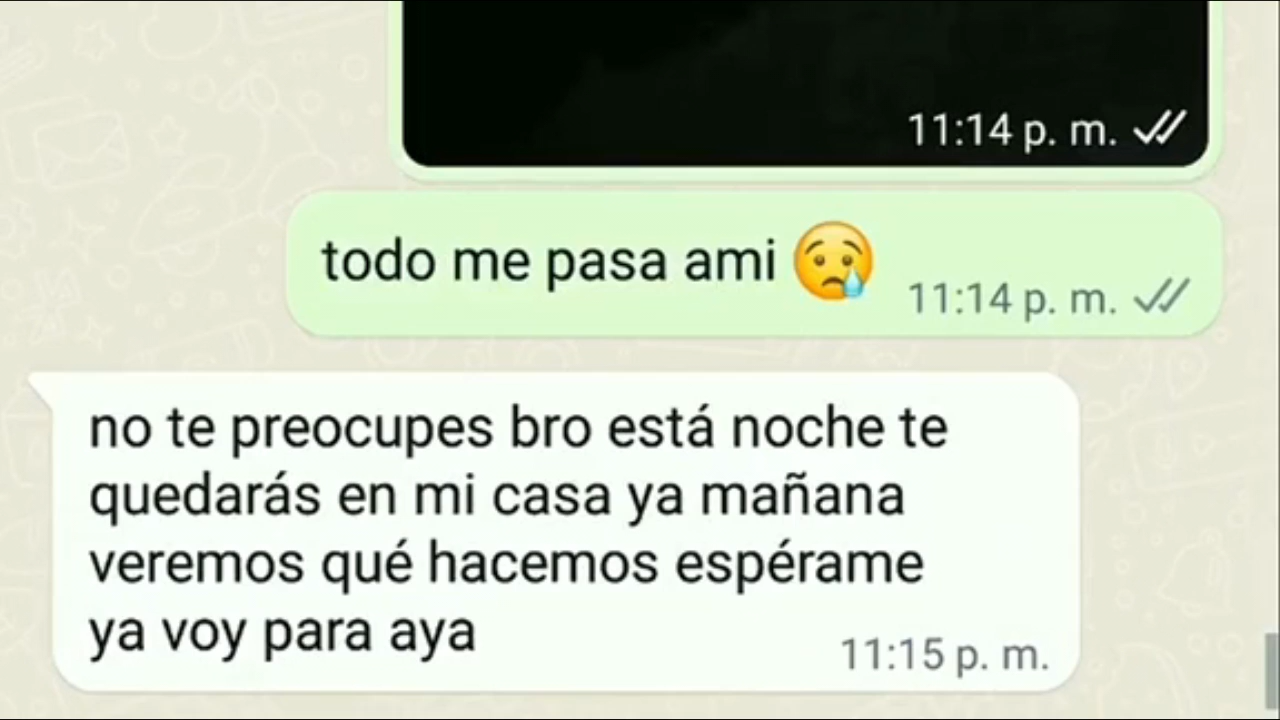 11:14 p. m.
todo me pasa ami 😢
11:14 p. m.
no te preocupes bro está noche te
quedarás en mi casa ya mañana
veremos qué hacemos espérame
ya voy para aya
11:15 p. m.